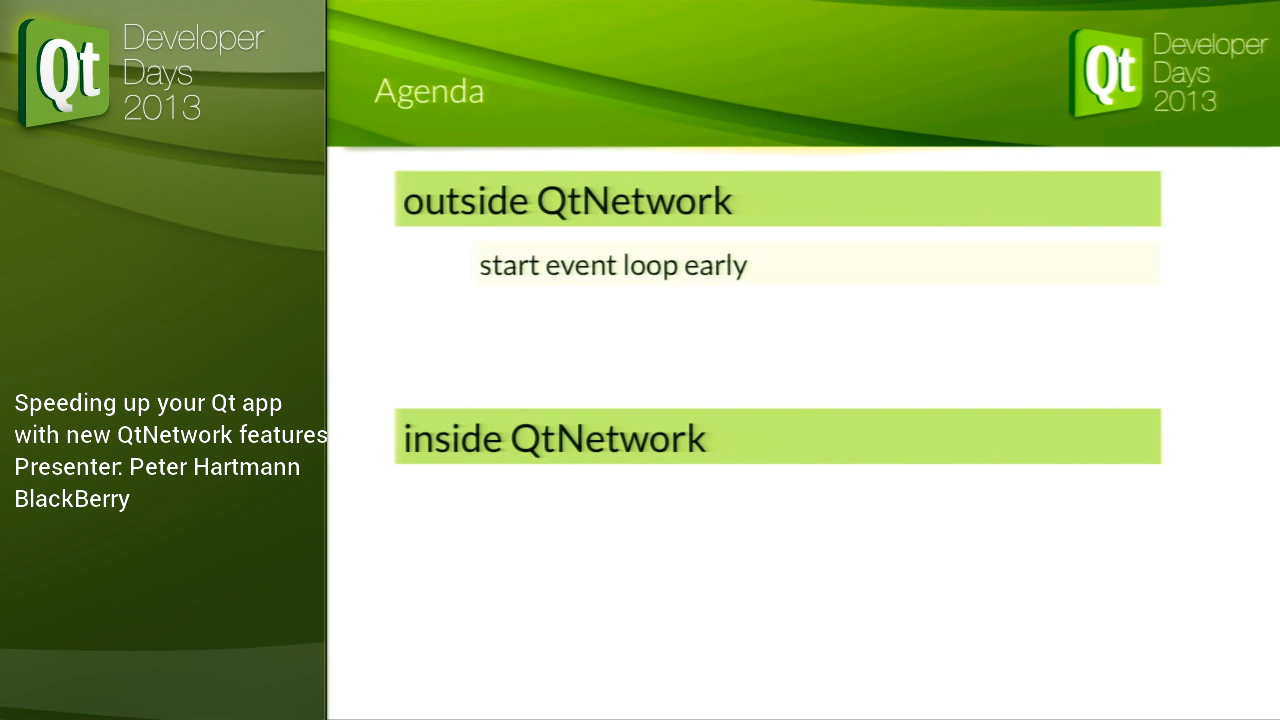 Qt Developer
Days
2013
Speeding up your Qt app
with new QtNetwork features
Presenter: Peter Hartmann
BlackBerry
Agenda
Qt Developer
Days
2013
outside QtNetwork
start event loop early
inside QtNetwork